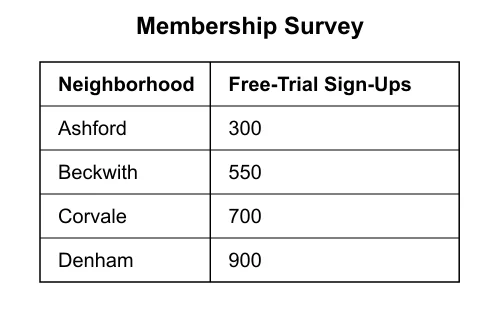 Membership Survey
Neighborhood Free-Trial Sign-Ups
Ashford 300
Beckwith 550
Corvale 700
Denham 900